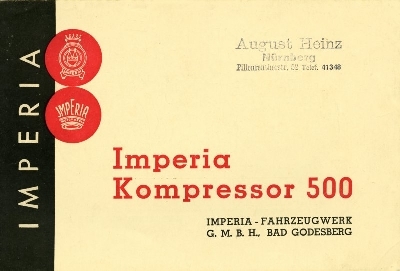 IMPERIA
IMPERIA
August Heinz
Nürnberg
Imperia
Kompressor 500
IMPERIA - FAHRZEUGWERK
G. M. B. H., BAD GODESBERG